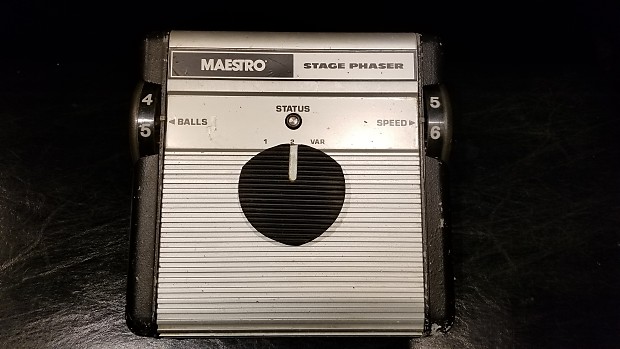 MAESTRO STAGE PHASER
STATUS
4 5
5 6
◄ BALLS SPEED ►
1 2 VAR